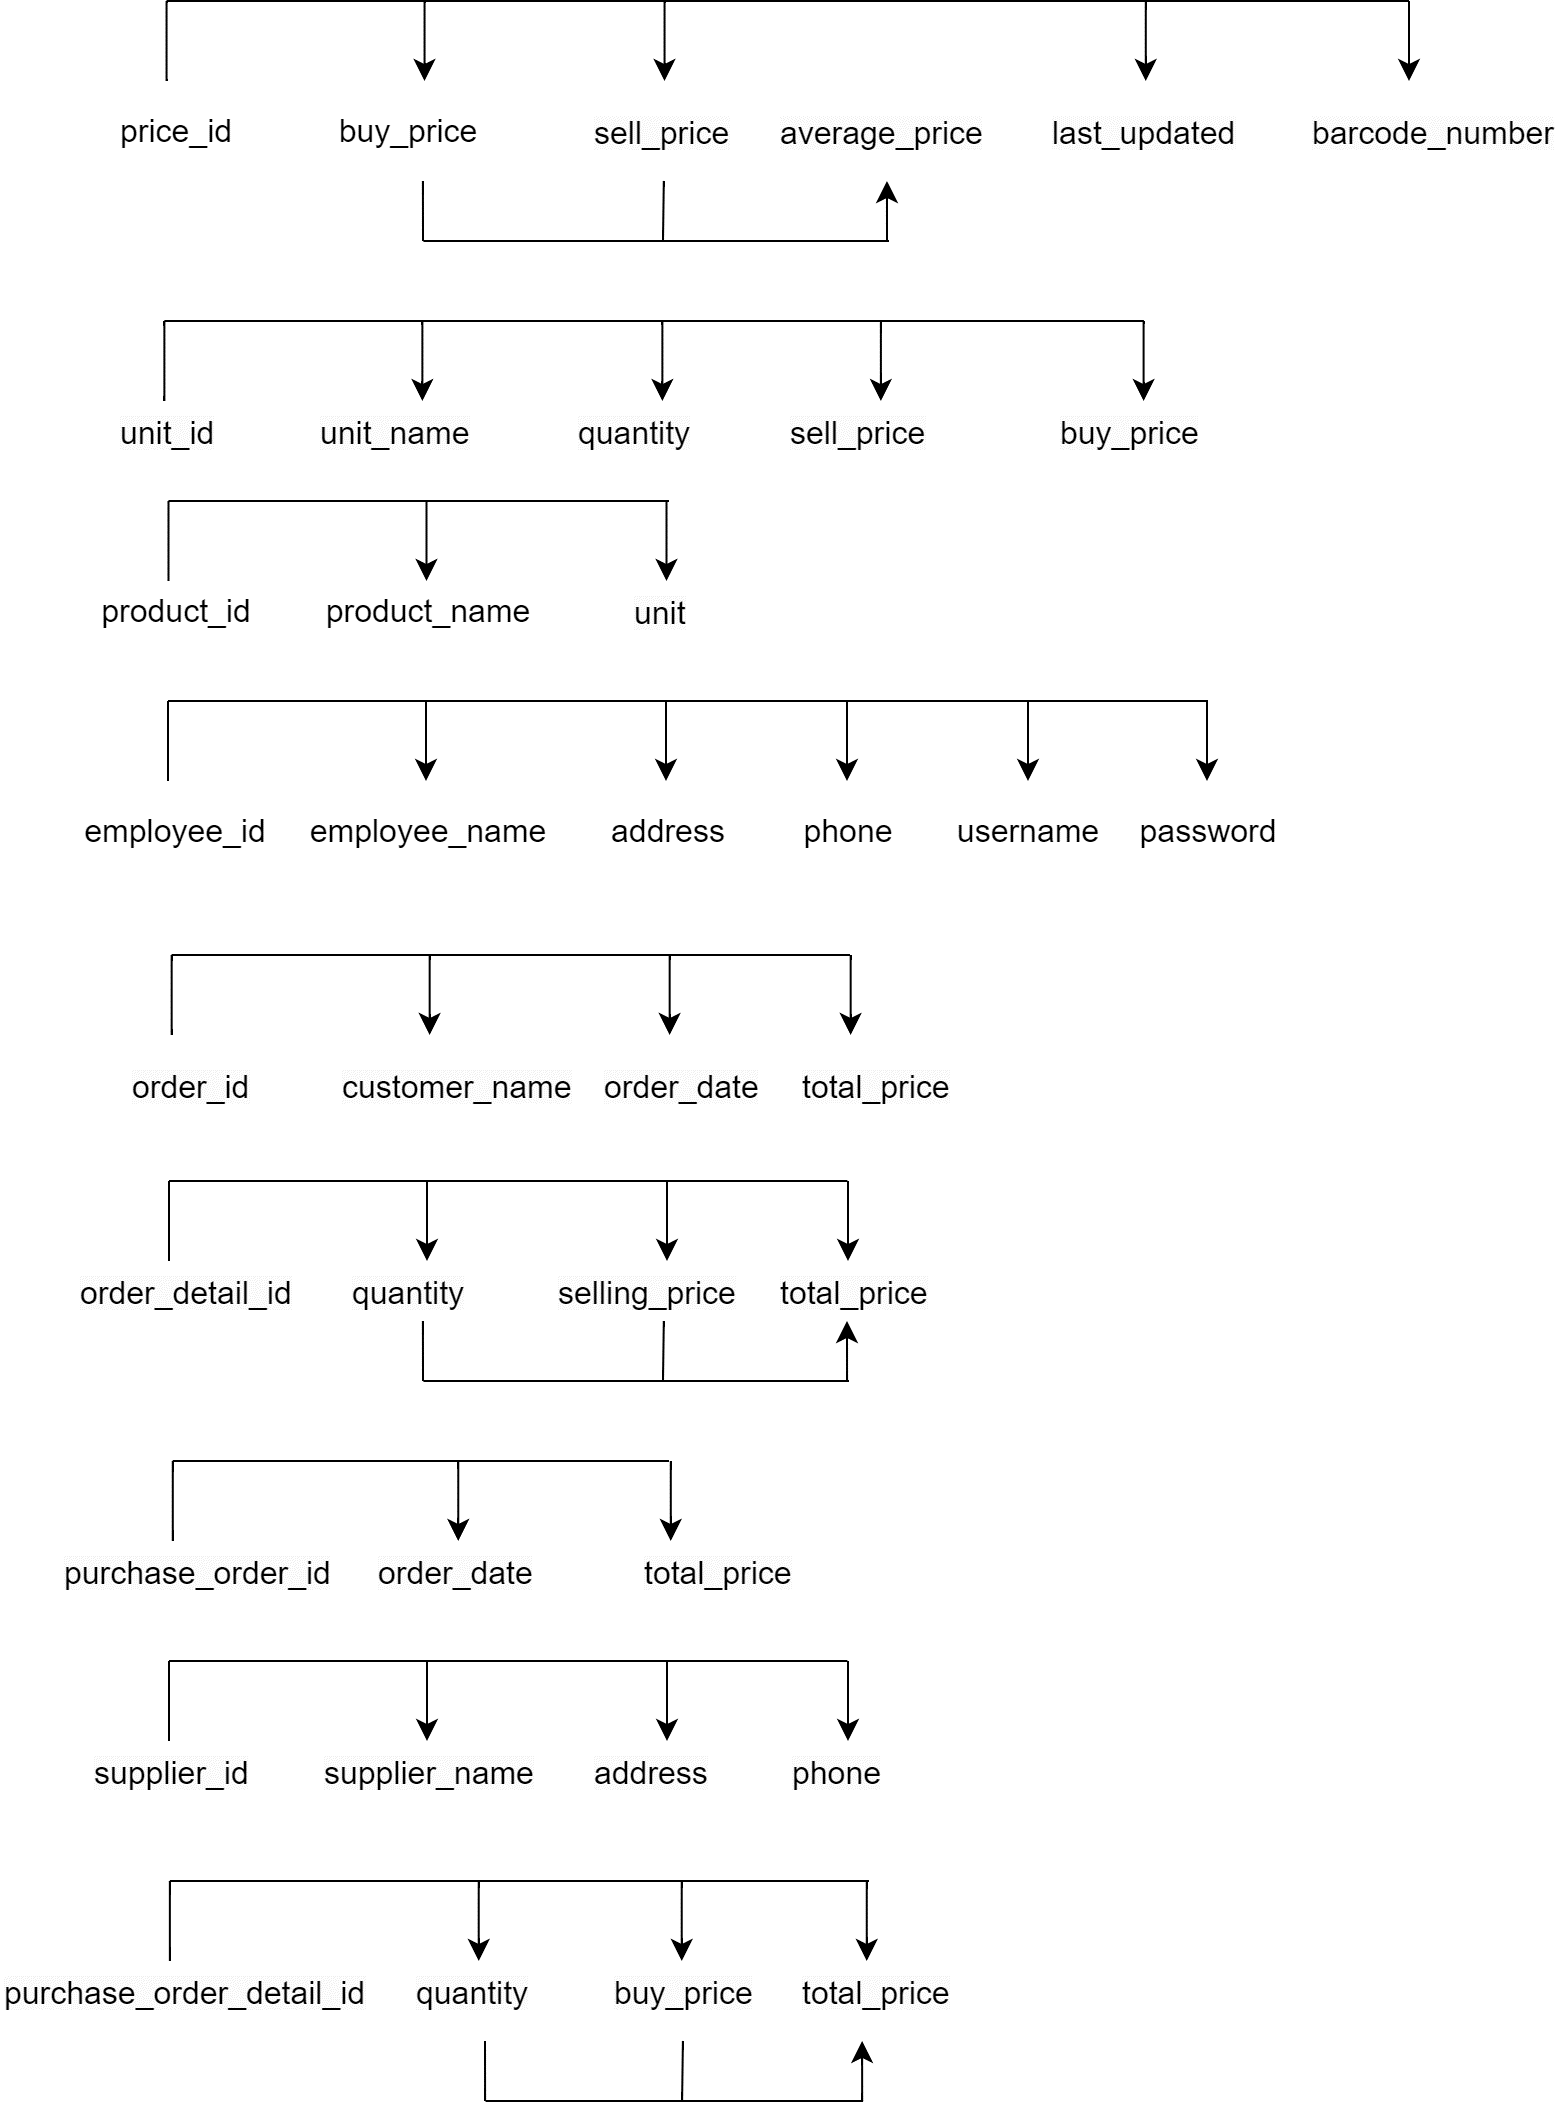 price_id buy_price sell_price average_price last_updated barcode_number
unit_id unit_name quantity sell_price buy_price
product_id product_name unit
employee_id employee_name address phone username password
order_id customer_name order_date total_price
order_detail_id quantity selling_price total_price
purchase_order_id order_date total_price
supplier_id supplier_name address phone
purchase_order_detail_id quantity buy_price total_price